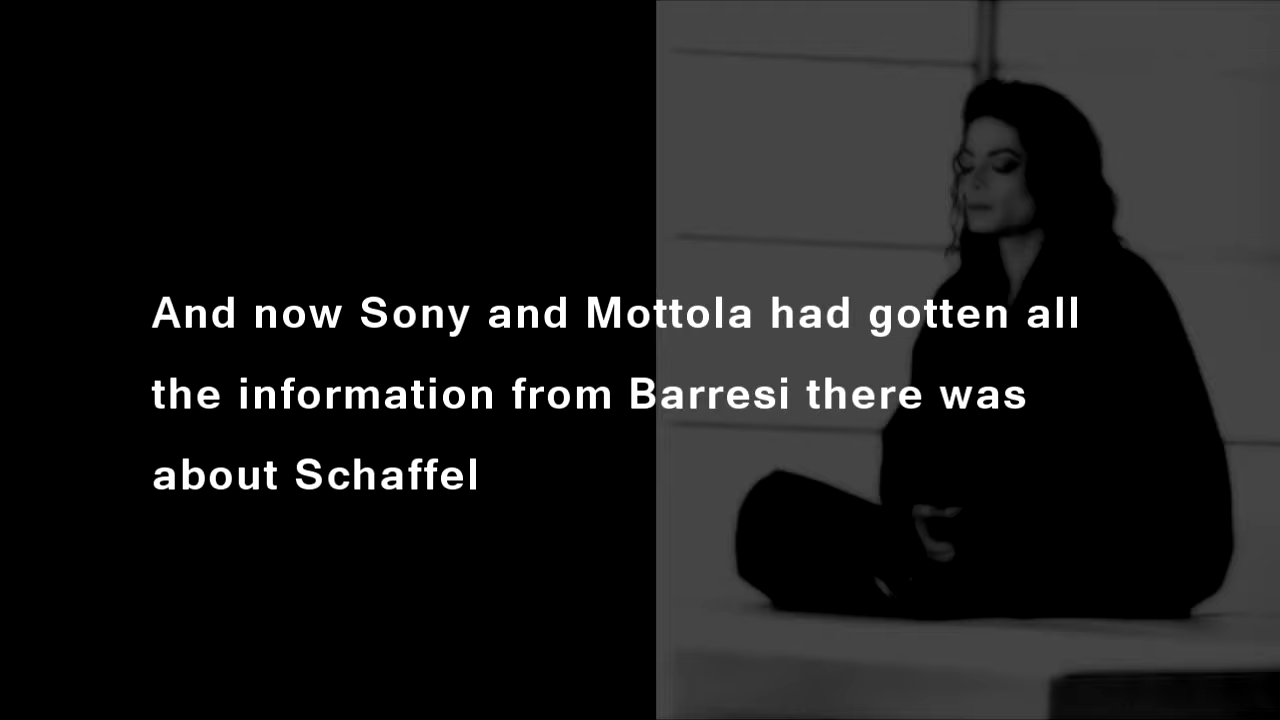 And now Sony and Mottola had gotten all
the information from Barresi there was
about Schaffel